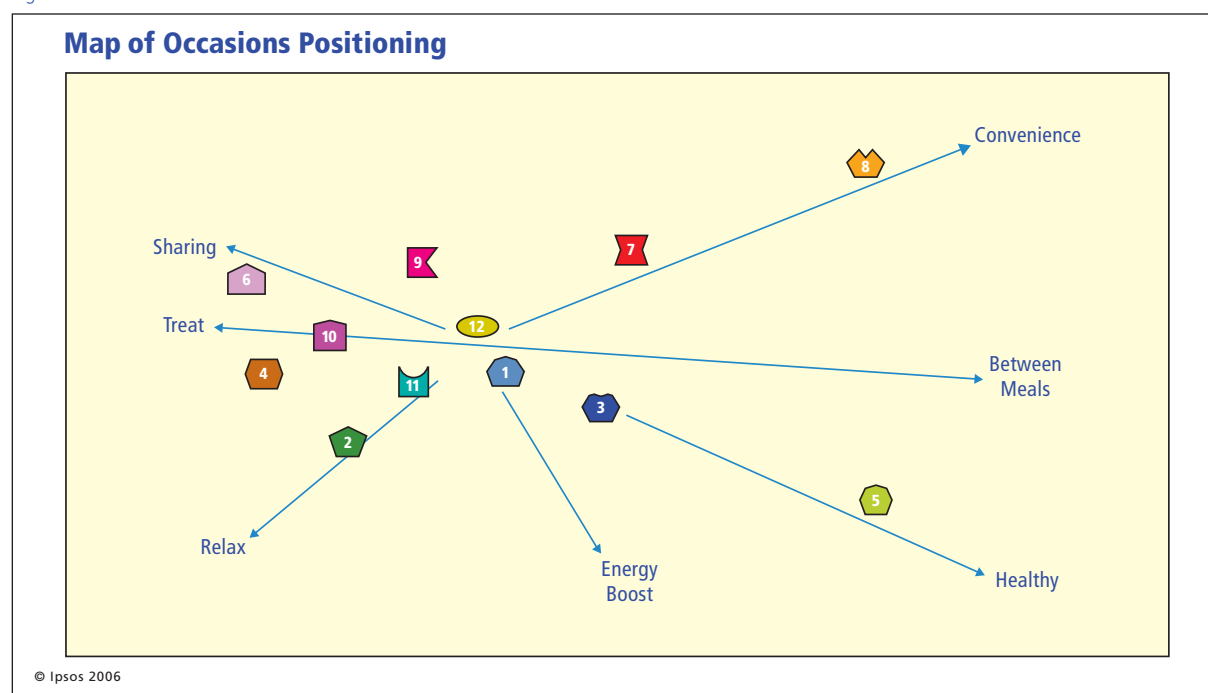 Map of Occasions Positioning
Convenience
8
Sharing
7
9
6
Treat
12
10
Between
Meals
4
1
11
3
2
5
Relax
Energy
Boost
Healthy
© Ipsos 2006